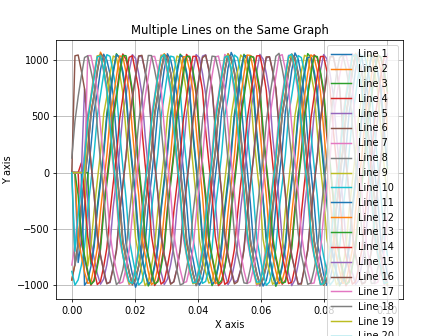 Multiple Lines on the Same Graph
Y axis
1000
500
0
−500
−1000
0.00
0.02
0.04
0.06
X axis
Line 1
Line 2
Line 3
Line 4
Line 5
Line 6
Line 7
Line 8
Line 9
Line 10
Line 11
Line 12
Line 13
Line 14
Line 15
Line 16
Line 17
Line 18
Line 19
Line 20